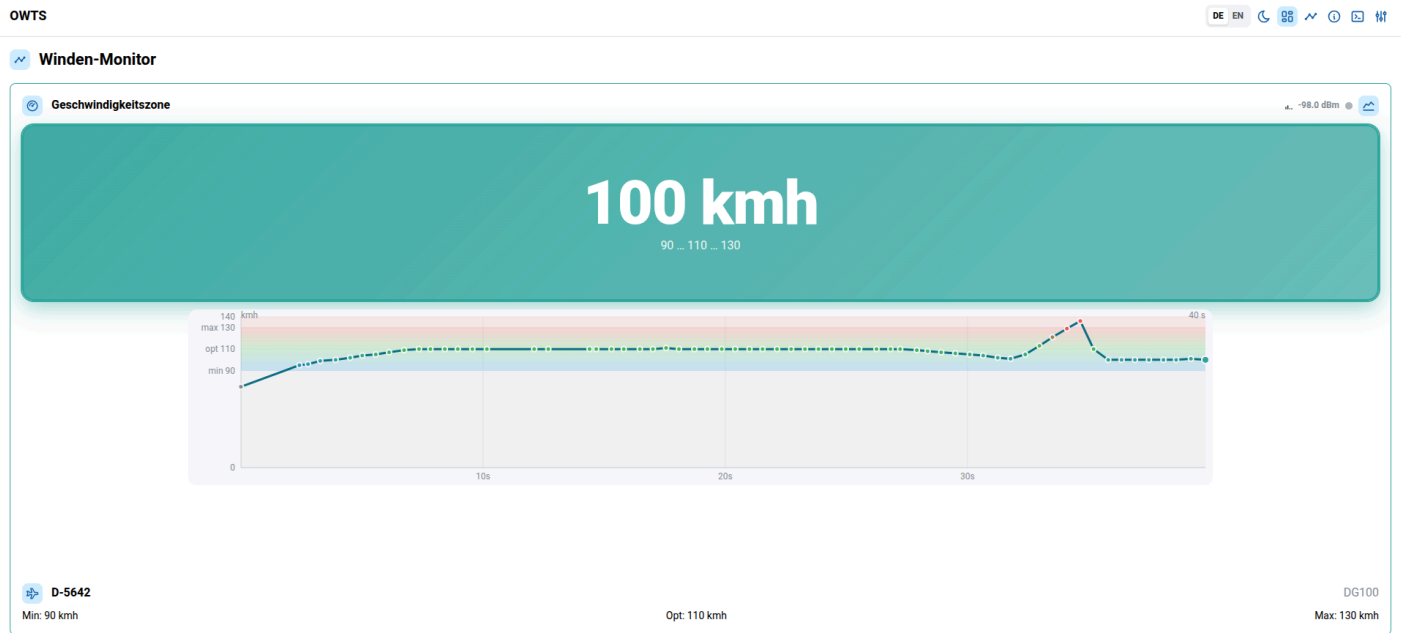 OWTS
DE EN
Winden-Monitor
Geschwindigkeitszone
-98.0 dBm
100 kmh
90 ... 110 ... 130
140 kmh 40 s
max 130
opt 110
min 90
0
10s 20s 30s
D-5642 DG100
Min: 90 kmh Opt: 110 kmh Max: 130 kmh